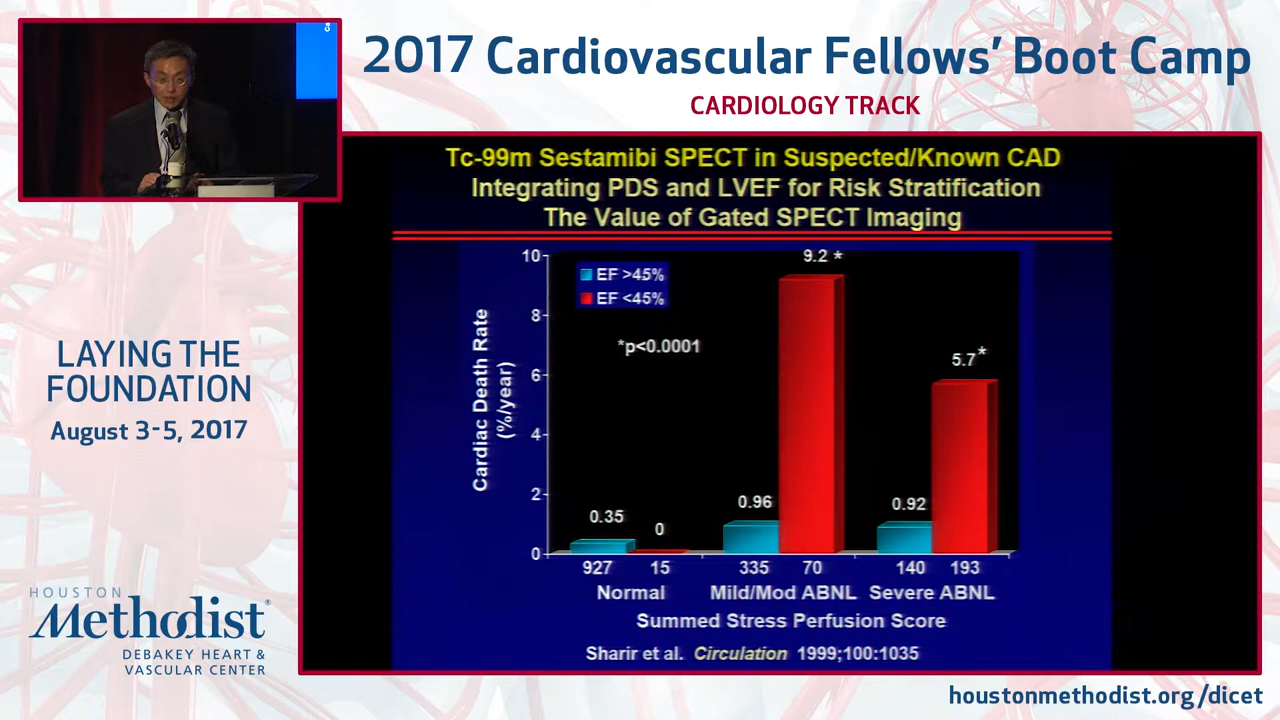 2017 Cardiovascular Fellows’ Boot Camp
CARDIOLOGY TRACK
Tc-99m Sestamibi SPECT in Suspected/Known CAD
Integrating PDS and LVEF for Risk Stratification
The Value of Gated SPECT Imaging
Cardiac Death Rate
(%/year)
10
8
6
4
2
0
EF >45%
EF <45%
*p<0.0001
0.35
0
0.96
9.2 *
0.92
5.7*
927 15 335 70 140 193
Normal Mild/Mod ABNL Severe ABNL
Summed Stress Perfusion Score
Sharir et al. Circulation 1999;100:1035
LAYING THE
FOUNDATION
August 3-5, 2017
HOUSTON
Methodist®
DEBAKEY HEART &
VASCULAR CENTER
houstonmethodist.org/dicet